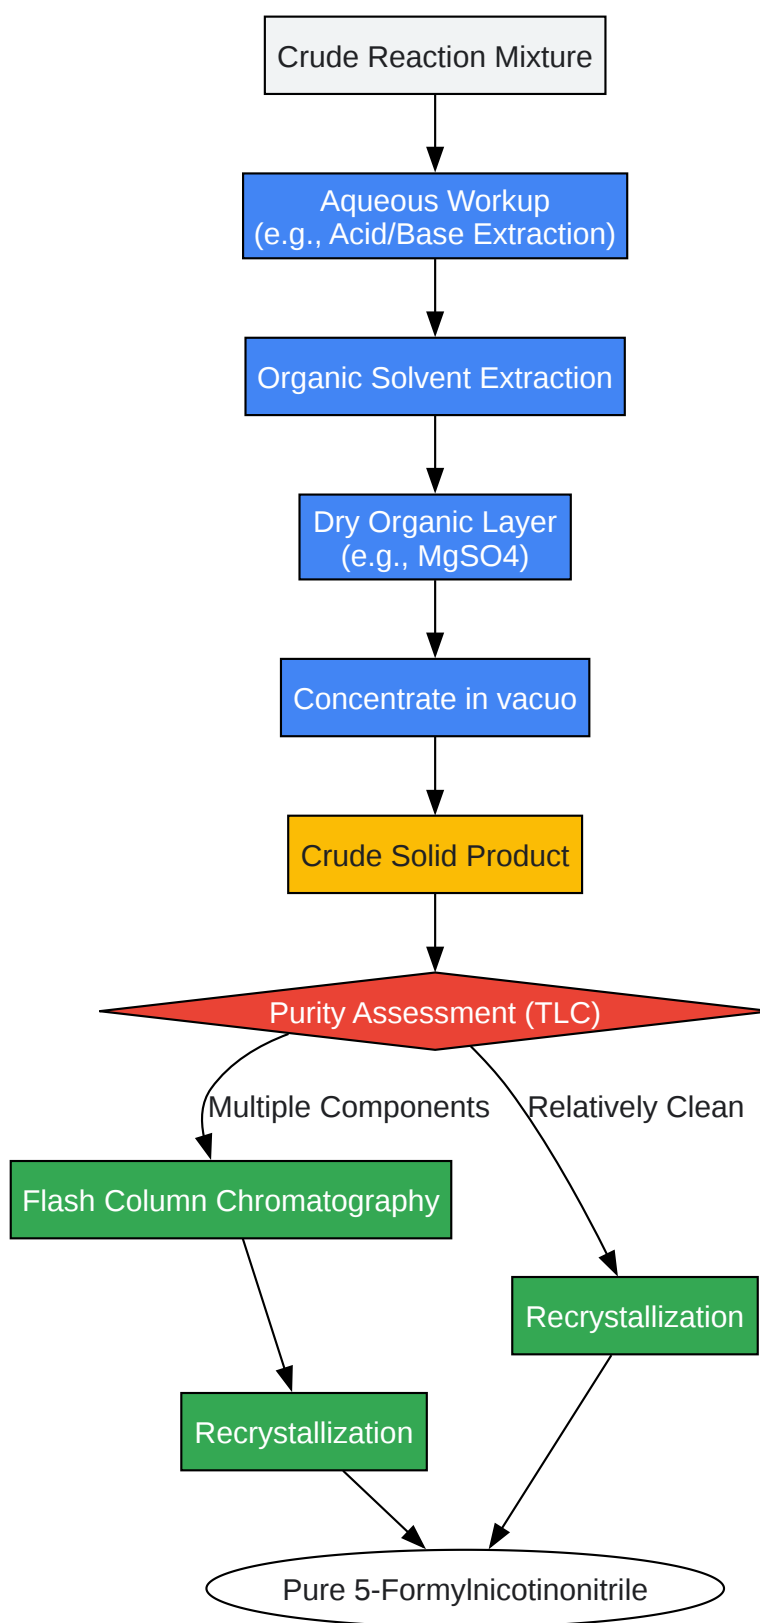 Crude Reaction Mixture
Aqueous Workup
(e.g., Acid/Base Extraction)
Organic Solvent Extraction
Dry Organic Layer
(e.g., MgSO4)
Concentrate in vacuo
Crude Solid Product
Purity Assessment (TLC)
Multiple Components
Relatively Clean
Flash Column Chromatography
Recrystallization
Recrystallization
Pure 5-Formylnicotinonitrile